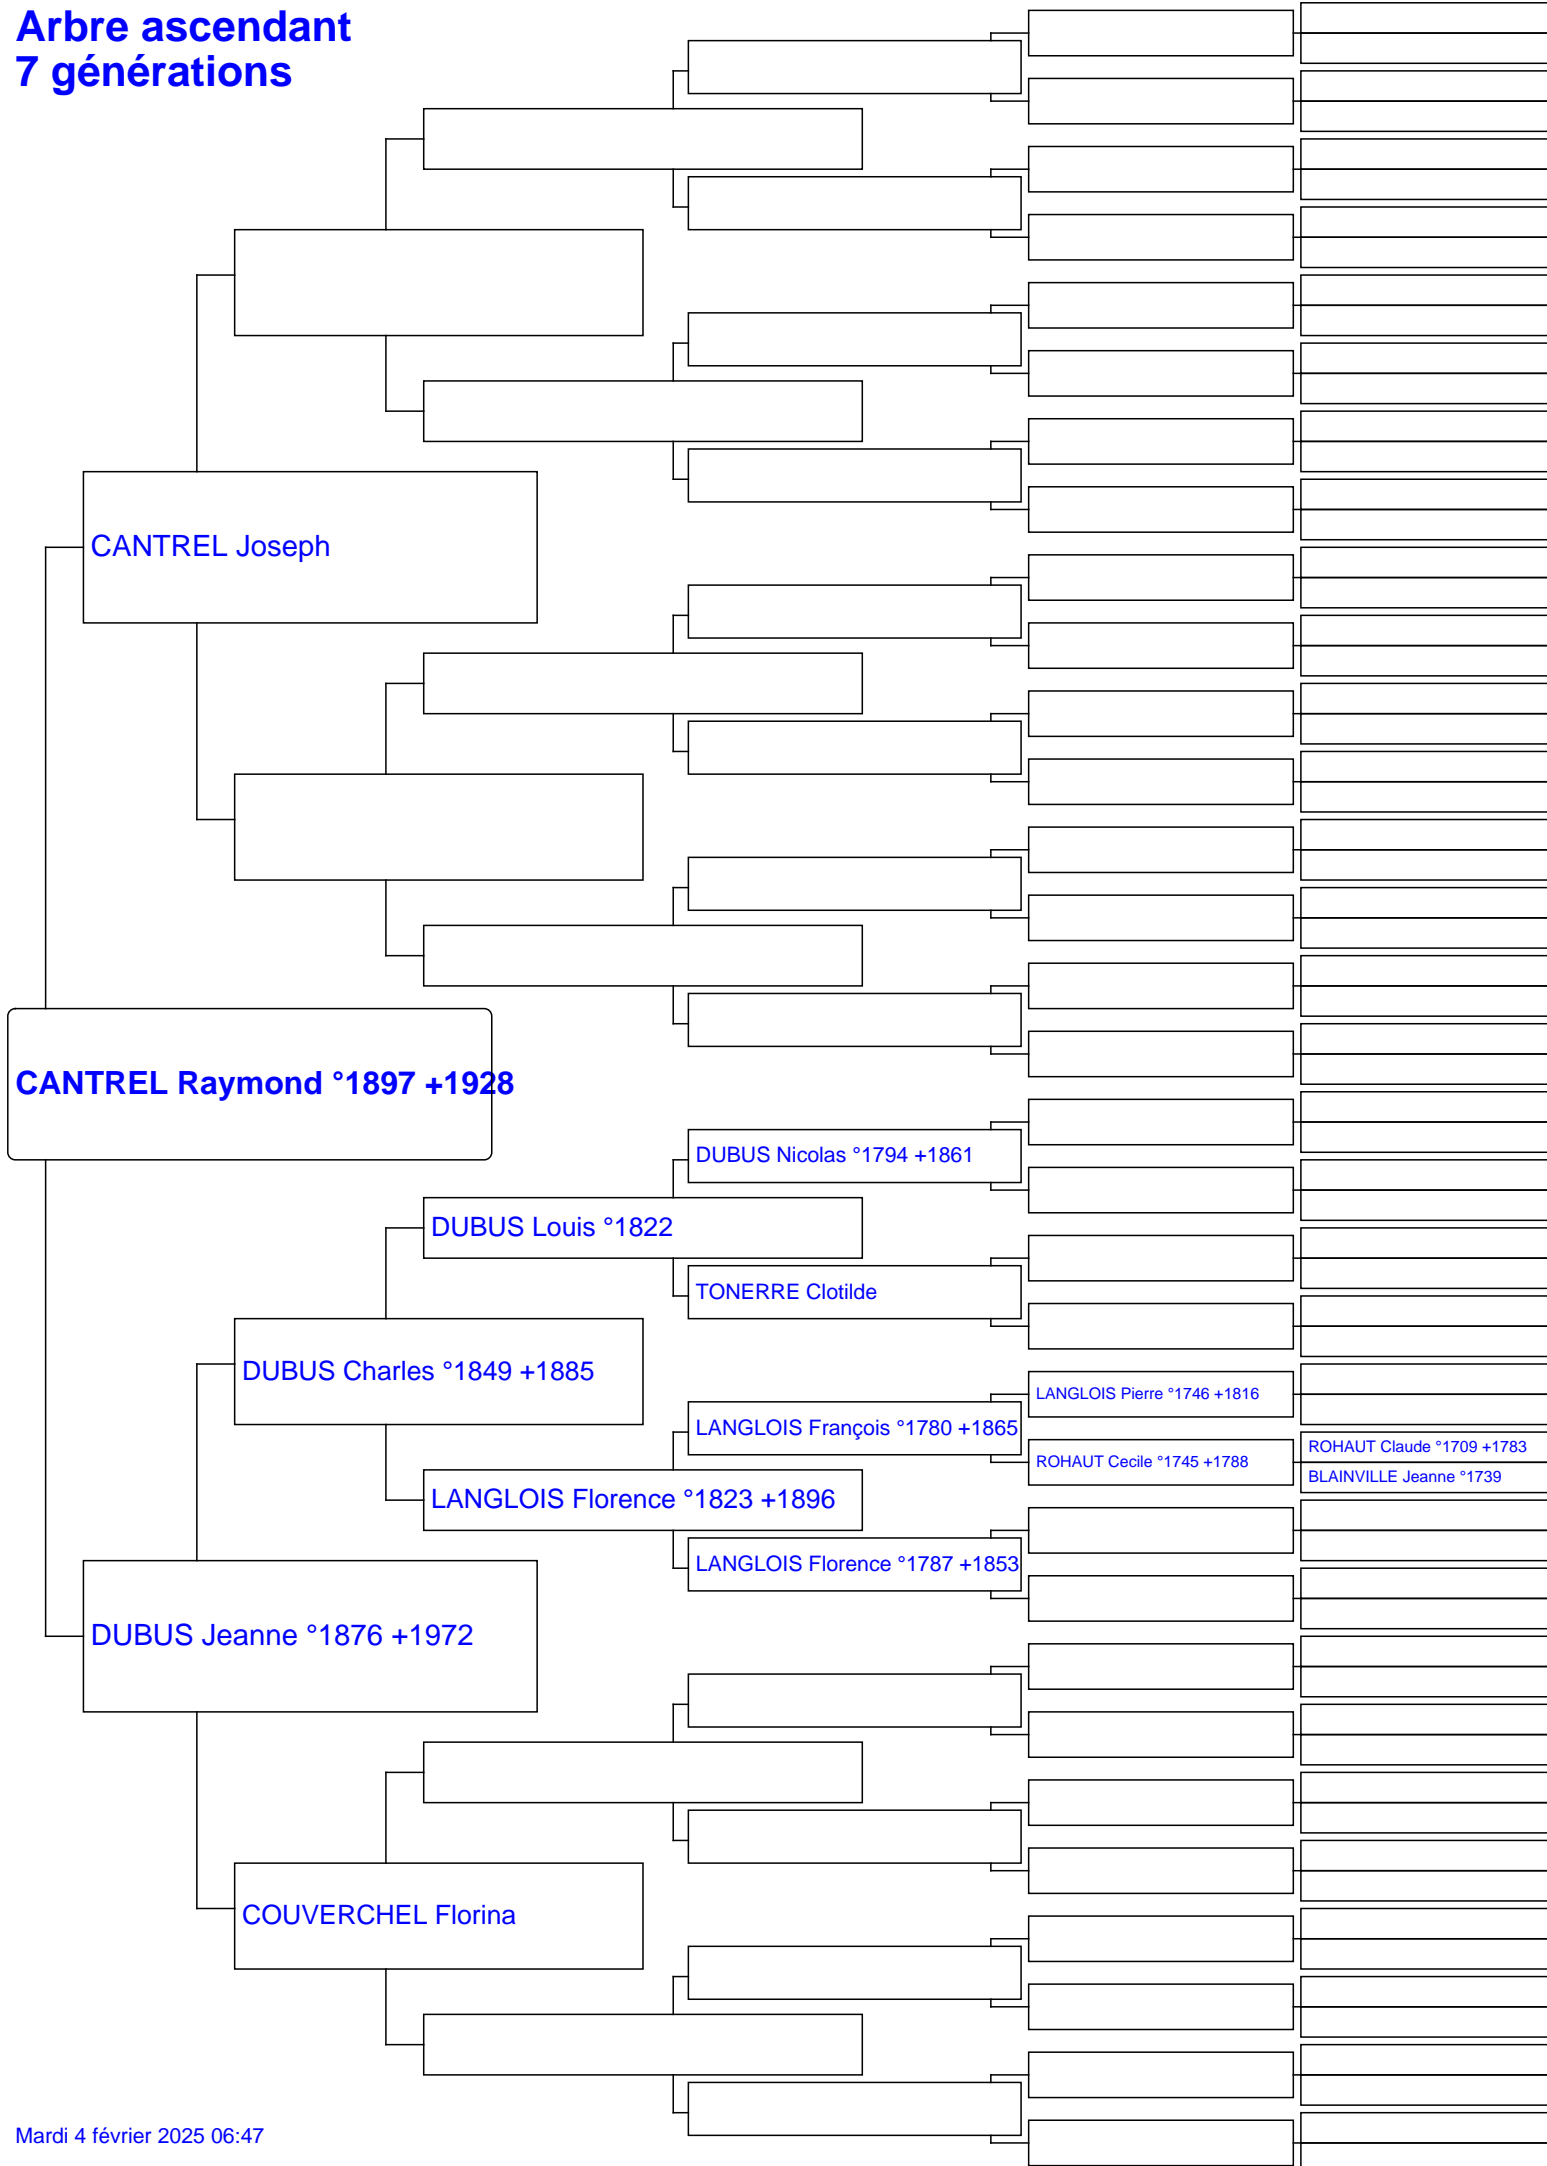 Arbre ascendant
7 générations
CANTREL Joseph
CANTREL Raymond °1897 +1928
DUBUS Nicolas °1794 +1861
DUBUS Louis °1822
TONERRE Clotilde
DUBUS Charles °1849 +1885
LANGLOIS Pierre °1746 +1816
LANGLOIS François °1780 +1865
ROHAUT Claude °1709 +1783
ROHAUT Cecile °1745 +1788
BLAINVILLE Jeanne °1739
LANGLOIS Florence °1823 +1896
LANGLOIS Florence °1787 +1853
DUBUS Jeanne °1876 +1972
COUVERCHEL Florina
Mardi 4 février 2025 06:47